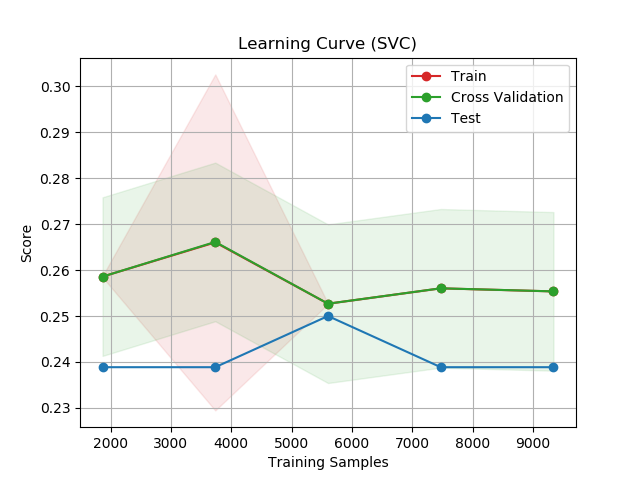 Learning Curve (SVC)
Train
Cross Validation
Test
0.30
0.29
0.28
0.27
0.26
0.25
0.24
0.23
Score
2000 3000 4000 5000 6000 7000 8000 9000
Training Samples